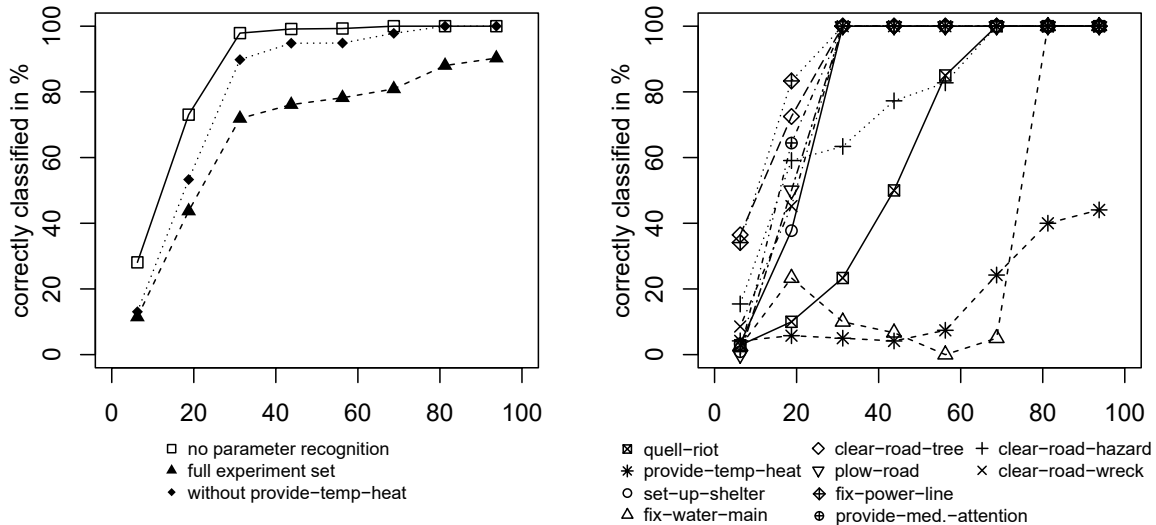 correctly classified in %
0
20
40
60
80
100
0 20 40 60 80 100
no parameter recognition
full experiment set
without provide−temp−heat
correctly classified in %
0
20
40
60
80
100
0 20 40 60 80 100
quell−riot
provide−temp−heat
set−up−shelter
fix−water−main
clear−road−tree
plow−road
fix−power−line
provide−med.−attention
clear−road−hazard
clear−road−wreck